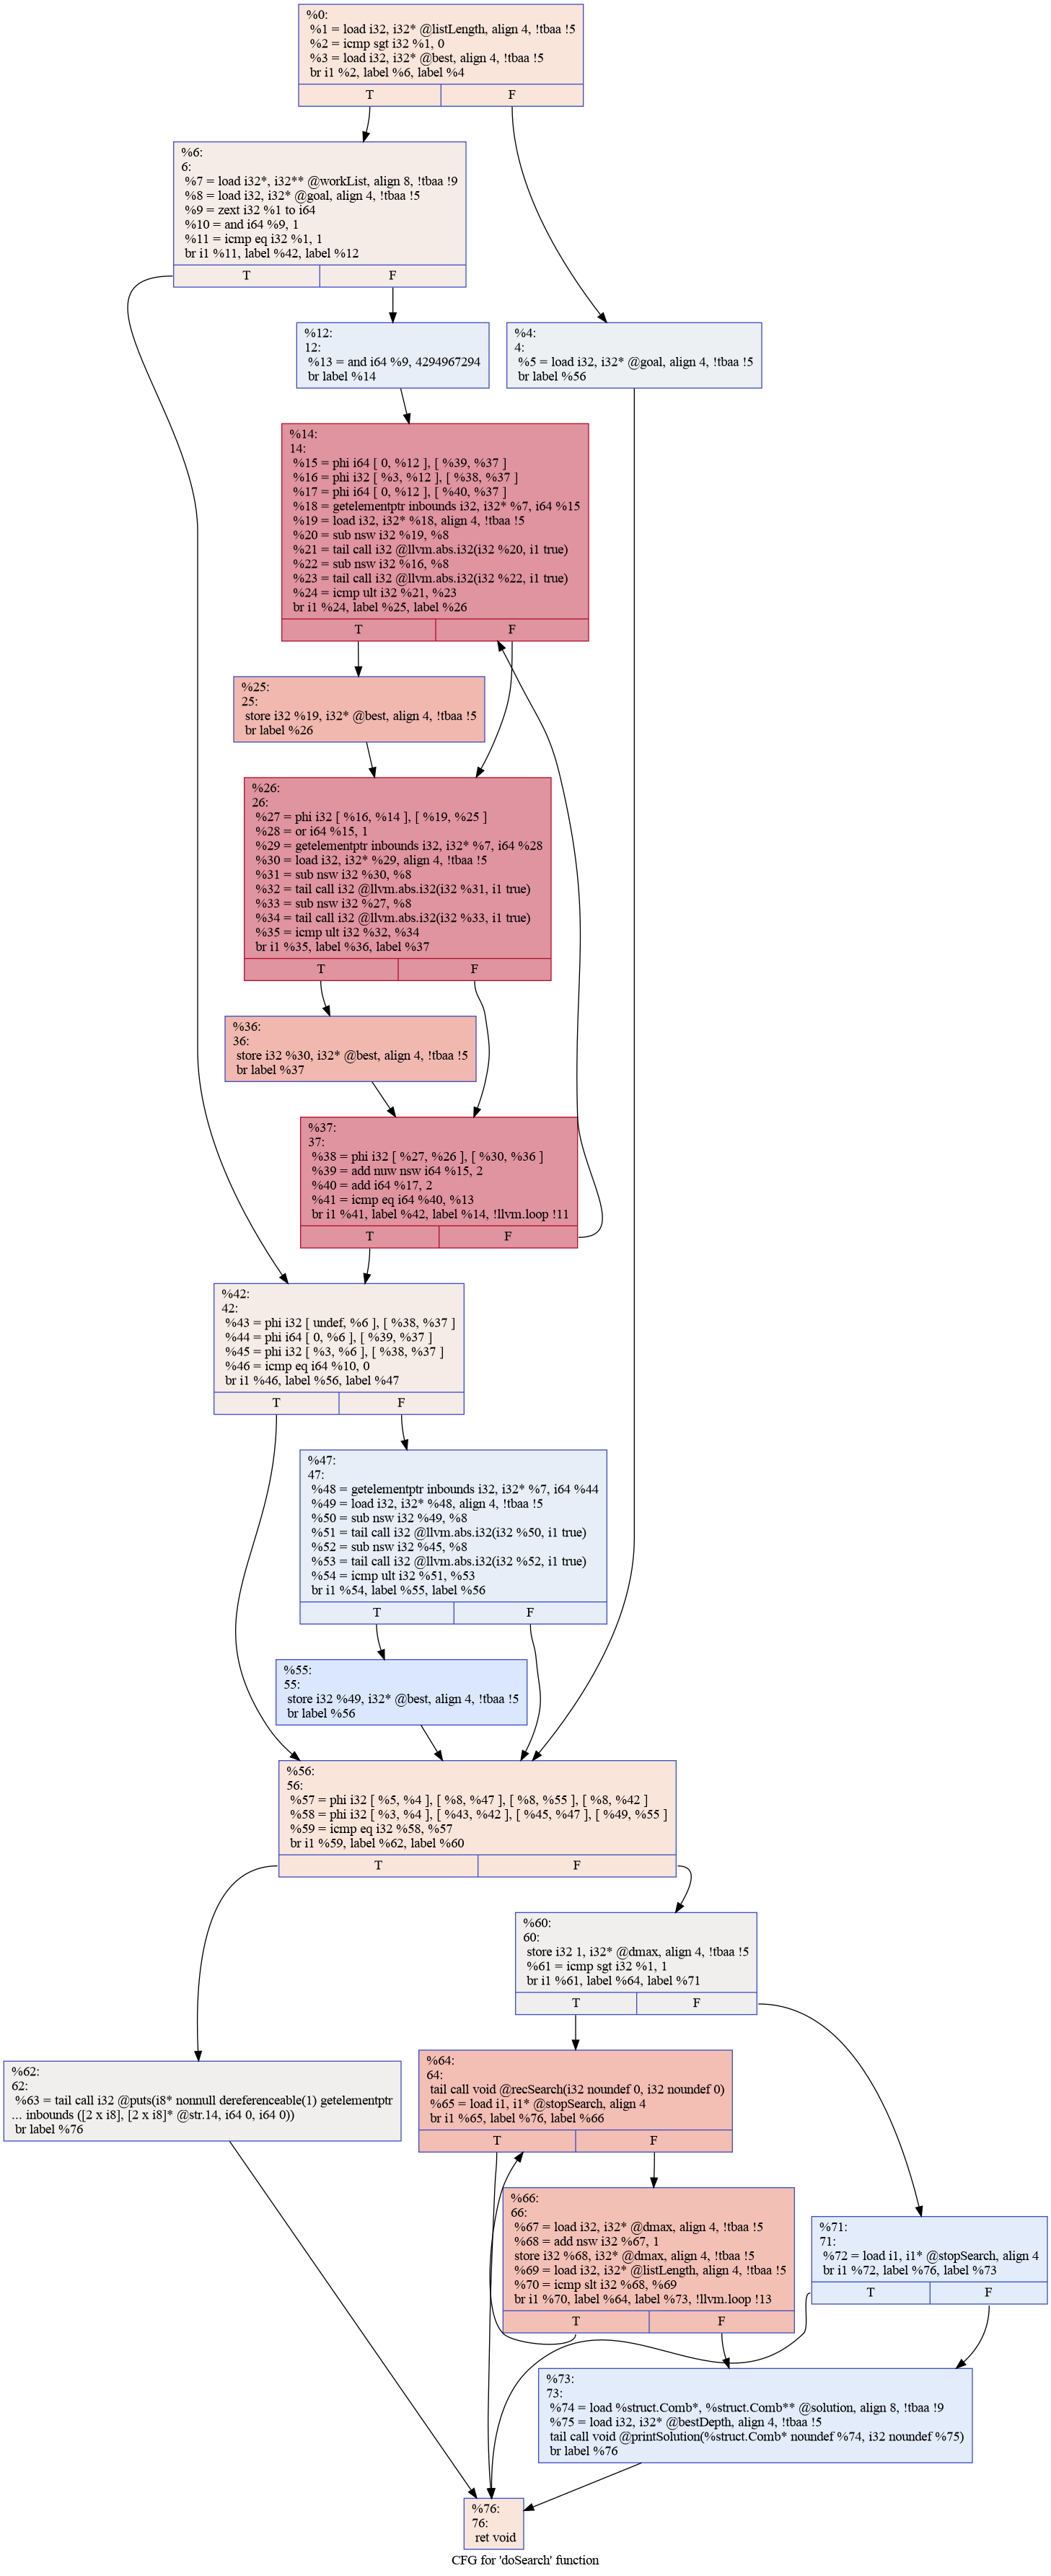 %0:
%1 = load i32, i32* @listLength, align 4, !tbaa !5
%2 = icmp sgt i32 %1, 0
%3 = load i32, i32* @best, align 4, !tbaa !5
br i1 %2, label %6, label %4
T F
%6:
6:
%7 = load i32*, i32** @workList, align 8, !tbaa !9
%8 = load i32, i32* @goal, align 4, !tbaa !5
%9 = zext i32 %1 to i64
%10 = and i64 %9, 1
%11 = icmp eq i32 %1, 1
br i1 %11, label %42, label %12
T F
%12:
12:
%13 = and i64 %9, 4294967294
br label %14
%4:
4:
%5 = load i32, i32* @goal, align 4, !tbaa !5
br label %56
%14:
14:
%15 = phi i64 [ 0, %12 ], [ %39, %37 ]
%16 = phi i32 [ %3, %12 ], [ %38, %37 ]
%17 = phi i64 [ 0, %12 ], [ %40, %37 ]
%18 = getelementptr inbounds i32, i32* %7, i64 %15
%19 = load i32, i32* %18, align 4, !tbaa !5
%20 = sub nsw i32 %19, %8
%21 = tail call i32 @llvm.abs.i32(i32 %20, i1 true)
%22 = sub nsw i32 %16, %8
%23 = tail call i32 @llvm.abs.i32(i32 %22, i1 true)
%24 = icmp ult i32 %21, %23
br i1 %24, label %25, label %26
T F
%25:
25:
store i32 %19, i32* @best, align 4, !tbaa !5
br label %26
%26:
26:
%27 = phi i32 [ %16, %14 ], [ %19, %25 ]
%28 = or i64 %15, 1
%29 = getelementptr inbounds i32, i32* %7, i64 %28
%30 = load i32, i32* %29, align 4, !tbaa !5
%31 = sub nsw i32 %30, %8
%32 = tail call i32 @llvm.abs.i32(i32 %31, i1 true)
%33 = sub nsw i32 %27, %8
%34 = tail call i32 @llvm.abs.i32(i32 %33, i1 true)
%35 = icmp ult i32 %32, %34
br i1 %35, label %36, label %37
T F
%36:
36:
store i32 %30, i32* @best, align 4, !tbaa !5
br label %37
%37:
37:
%38 = phi i32 [ %27, %26 ], [ %30, %36 ]
%39 = add nuw nsw i64 %15, 2
%40 = add i64 %17, 2
%41 = icmp eq i64 %40, %13
br i1 %41, label %42, label %14, !llvm.loop !11
T F
%42:
42:
%43 = phi i32 [ undef, %6 ], [ %38, %37 ]
%44 = phi i64 [ 0, %6 ], [ %39, %37 ]
%45 = phi i32 [ %3, %6 ], [ %38, %37 ]
%46 = icmp eq i64 %10, 0
br i1 %46, label %56, label %47
T F
%47:
47:
%48 = getelementptr inbounds i32, i32* %7, i64 %44
%49 = load i32, i32* %48, align 4, !tbaa !5
%50 = sub nsw i32 %49, %8
%51 = tail call i32 @llvm.abs.i32(i32 %50, i1 true)
%52 = sub nsw i32 %45, %8
%53 = tail call i32 @llvm.abs.i32(i32 %52, i1 true)
%54 = icmp ult i32 %51, %53
br i1 %54, label %55, label %56
T F
%55:
55:
store i32 %49, i32* @best, align 4, !tbaa !5
br label %56
%56:
56:
%57 = phi i32 [ %5, %4 ], [ %8, %47 ], [ %8, %55 ], [ %8, %42 ]
%58 = phi i32 [ %3, %4 ], [ %43, %42 ], [ %45, %47 ], [ %49, %55 ]
%59 = icmp eq i32 %58, %57
br i1 %59, label %62, label %60
T F
%60:
60:
store i32 1, i32* @dmax, align 4, !tbaa !5
%61 = icmp sgt i32 %1, 1
br i1 %61, label %64, label %71
T F
%62:
62:
%63 = tail call i32 @puts(i8* nonnull dereferenceable(1) getelementptr
... inbounds ([2 x i8], [2 x i8]* @str.14, i64 0, i64 0))
br label %76
%64:
64:
tail call void @recSearch(i32 noundef 0, i32 noundef 0)
%65 = load i1, i1* @stopSearch, align 4
br i1 %65, label %76, label %66
T F
%66:
66:
%67 = load i32, i32* @dmax, align 4, !tbaa !5
%68 = add nsw i32 %67, 1
store i32 %68, i32* @dmax, align 4, !tbaa !5
%69 = load i32, i32* @listLength, align 4, !tbaa !5
%70 = icmp slt i32 %68, %69
br i1 %70, label %64, label %73, !llvm.loop !13
T F
%71:
71:
%72 = load i1, i1* @stopSearch, align 4
br i1 %72, label %76, label %73
T F
%73:
73:
%74 = load %struct.Comb*, %struct.Comb** @solution, align 8, !tbaa !9
%75 = load i32, i32* @bestDepth, align 4, !tbaa !5
tail call void @printSolution(%struct.Comb* noundef %74, i32 noundef %75)
br label %76
%76:
76:
ret void
CFG for 'doSearch' function